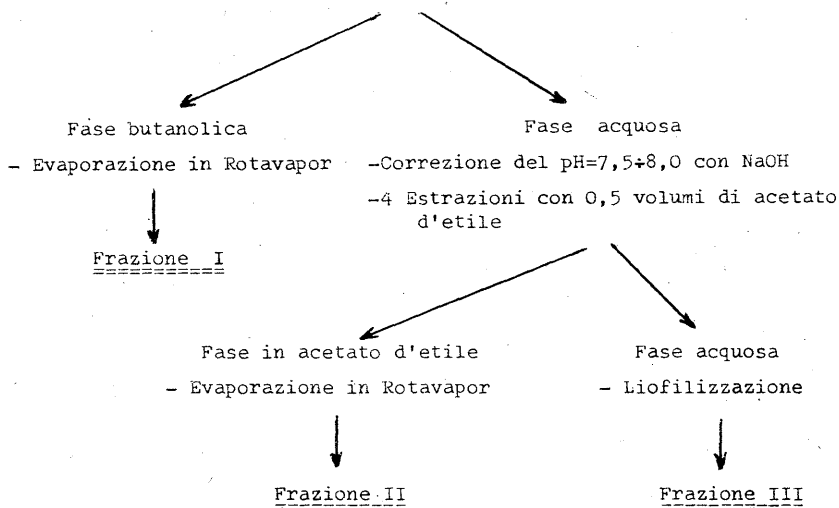 Fase butanolica
- Evaporazione in Rotavapor
Frazione I
Fase acquosa
-Correzione del pH=7,5÷8,0 con NaOH
-4 Estrazioni con 0,5 volumi di acetato
d'etile
Fase in acetato d'etile
- Evaporazione in Rotavapor
Frazione II
Fase acquosa
- Liofilizzazione
Frazione III